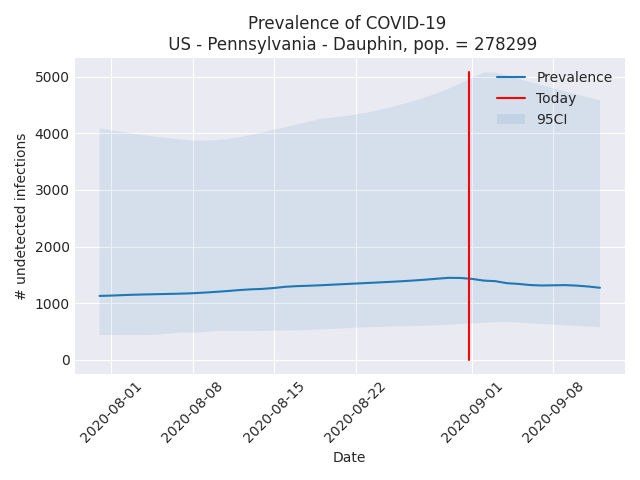 Prevalence of COVID-19
US - Pennsylvania - Dauphin, pop. = 278299
Prevalence
Today
95CI
# undetected infections
5000
4000
3000
2000
1000
0
2020-08-01
2020-08-08
2020-08-15
2020-08-22
2020-09-01
2020-09-08
Date